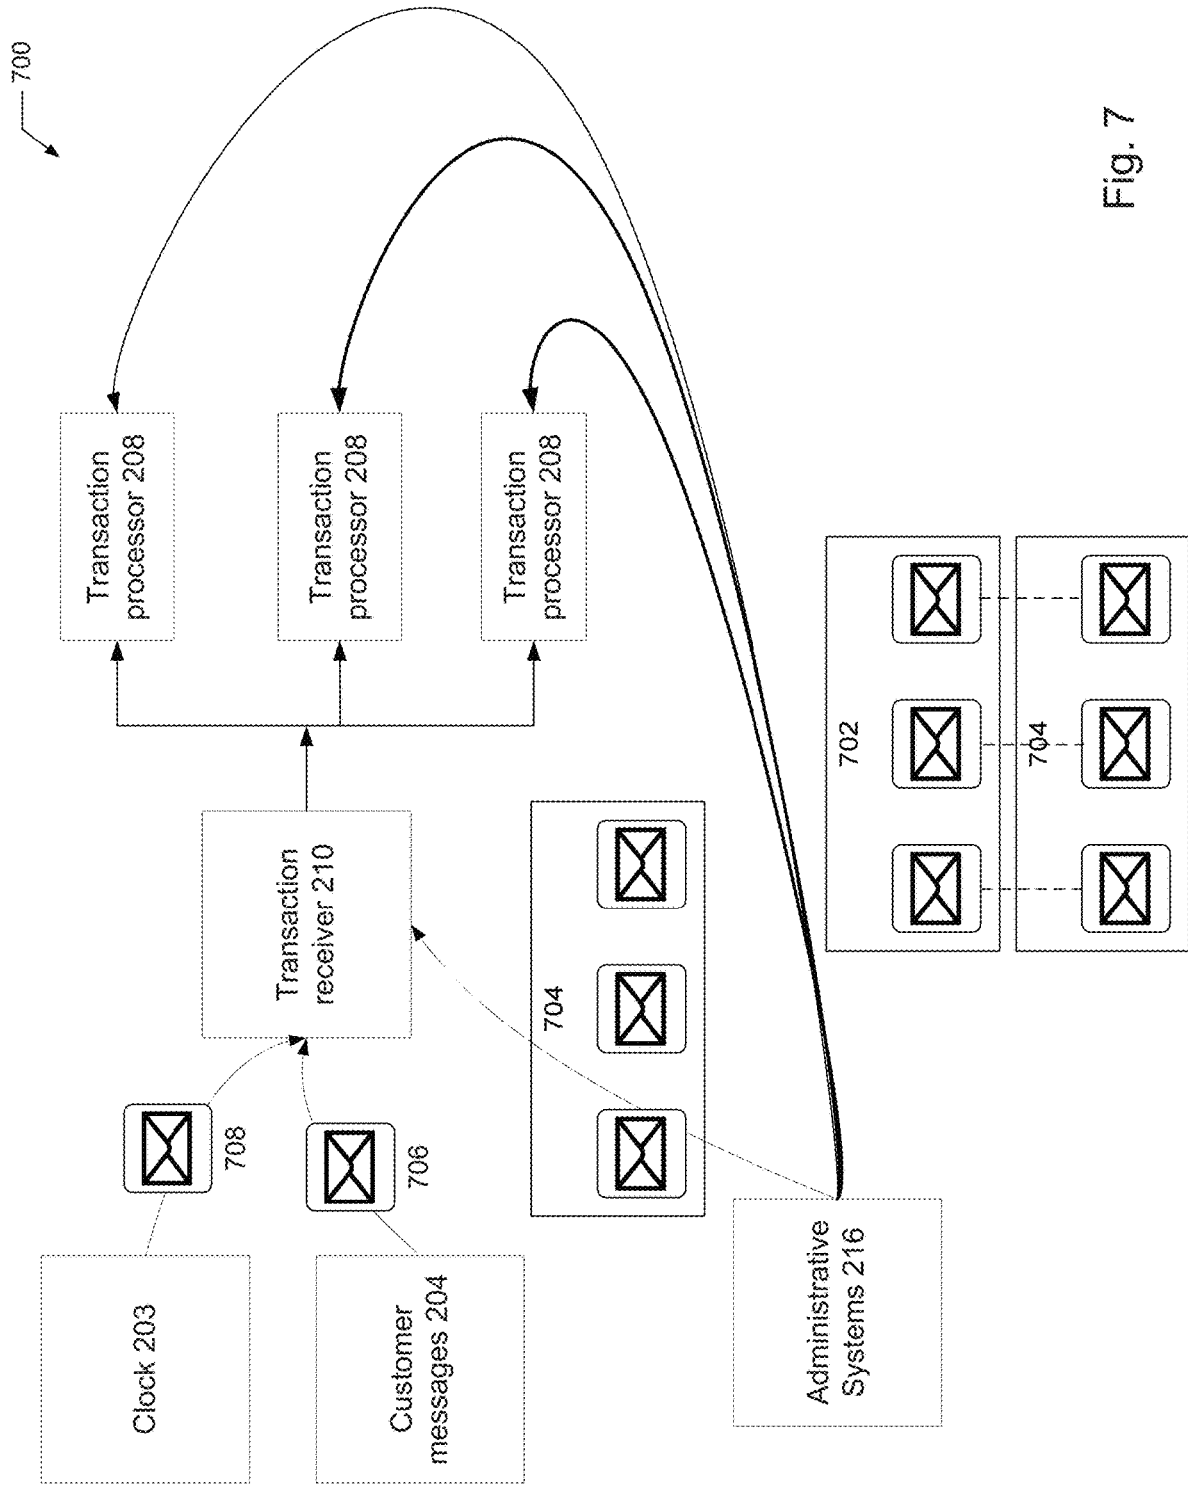 700
Clock 203
708
Customer
messages 204
706
Transaction
receiver 210
Transaction
processor 208
Transaction
processor 208
Transaction
processor 208
704
Administrative
Systems 216
702
704
Fig. 7